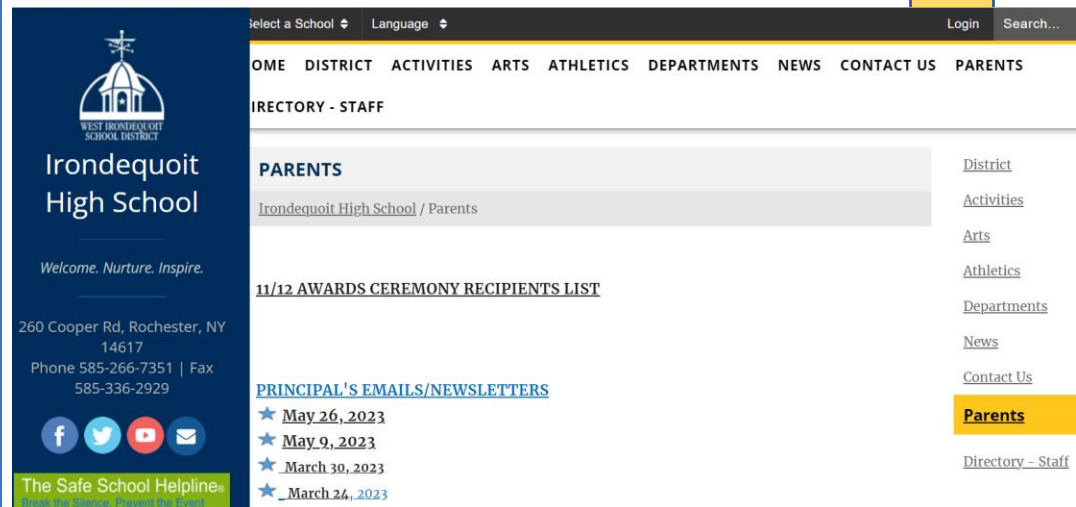 elect a School Language Login Search...
OME DISTRICT ACTIVITIES ARTS ATHLETICS DEPARTMENTS NEWS CONTACT US PARENTS
IRECTORY - STAFF
WEST IRONDEQUOIT
SCHOOL DISTRICT
Irondequoit
High School
Welcome. Nurture. Inspire.
260 Cooper Rd, Rochester, NY
14617
Phone 585-266-7351 | Fax
585-336-2929
The Safe School Helpline®
Break the Silence. Prevent the Event
PARENTS
Irondequoit High School / Parents
11/12 AWARDS CEREMONY RECIPIENTS LIST
PRINCIPAL'S EMAILS/NEWSLETTERS
May 26, 2023
May 9, 2023
March 30, 2023
March 24, 2023
District
Activities
Arts
Athletics
Departments
News
Contact Us
Parents
Directory - Staff